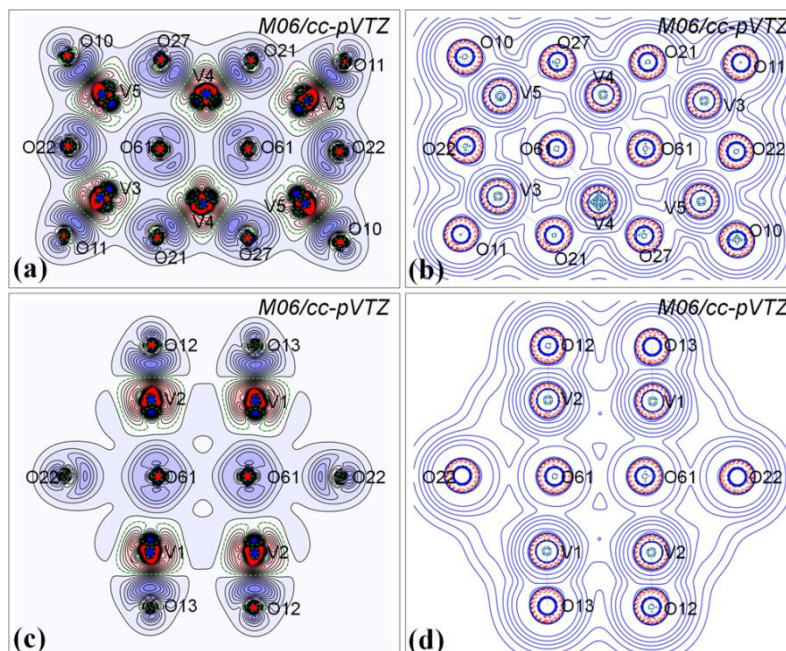 M06/cc-pVTZ
O10 O27 O21 O11
V5 V4 V3
O22 O61 O61 O22
V3 V4 V5
O11 O21 O27 O10
(a)
M06/cc-pVTZ
O10 O27 O21 O11
V5 V4 V3
O22 O61 O61 O22
V3 V4 V5
O11 O21 O27 O10
(b)
M06/cc-pVTZ
O12 O13
V2 V1
O22 O61 O61 O22
V1 V2
O13 O12
(c)
M06/cc-pVTZ
O12 O13
V2 V1
O22 O61 O61 O22
V1 V2
O13 O12
(d)